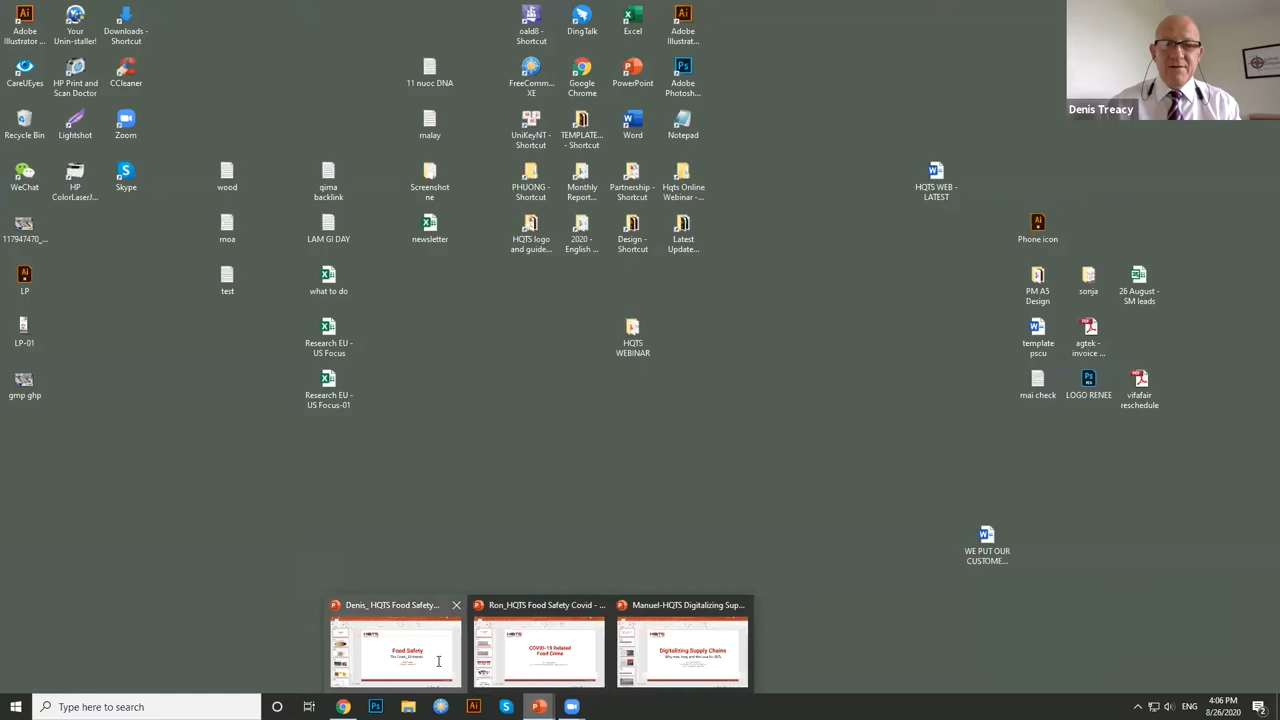 Adobe
Illustrator ...
Your
Unin-staller!
Downloads -
Shortcut
oald8 -
Shortcut
DingTalk
Excel
Adobe
Illustrat...
Denis Treacy
CareUEyes
HP Print and
Scan Doctor
CCleaner
11 nuoc DNA
FreeComm...
XE
Google
Chrome
PowerPoint
Adobe
Photosh...
Recycle Bin
Lightshot
Zoom
malay
UniKeyNT -
Shortcut
TEMPLATE...
- Shortcut
Word
Notepad
WeChat
HP
ColorLaserJ...
Skype
wood
qima
backlink
Screenshot
ne
PHUONG -
Shortcut
Monthly
Report...
Partnership -
Shortcut
Hqts Online
Webinar -...
HQTS WEB -
LATEST
117947470_...
moa
LAM GI DAY
newsletter
HQTS logo
and guide...
2020 -
English ...
Design -
Shortcut
Latest
Update...
Phone icon
LP
test
what to do
PM A5
Design
sonja
26 August -
SM leads
LP-01
Research EU -
US Focus
HQTS
WEBINAR
template
pscu
agtek -
invoice ...
gmp ghp
Research EU -
US Focus-01
mai check
LOGO RENEE
vifafair
reschedule
WE PUT OUR
CUSTOME...
Denis_ HQTS Food Safety...
Ron_HQTS Food Safety Covid - ...
Manuel-HQTS Digitalizing Sup...
HQTS
Food Safety
HQTS
COVID-19 Related
Food Crime
HQTS
Digitalizing Supply Chains
Type here to search
ENG
4:06 PM
8/26/2020
2